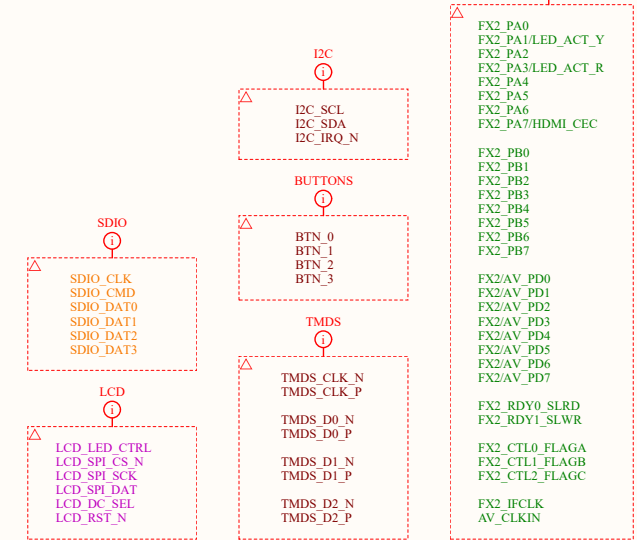 SDIO
i
SDIO_CLK
SDIO_CMD
SDIO_DAT0
SDIO_DAT1
SDIO_DAT2
SDIO_DAT3
LCD
i
LCD_LED_CTRL
LCD_SPI_CS_N
LCD_SPI_SCK
LCD_SPI_DAT
LCD_DC_SEL
LCD_RST_N
I2C
i
I2C_SCL
I2C_SDA
I2C_IRQ_N
BUTTONS
i
BTN_0
BTN_1
BTN_2
BTN_3
TMDS
i
TMDS_CLK_N
TMDS_CLK_P
TMDS_D0_N
TMDS_D0_P
TMDS_D1_N
TMDS_D1_P
TMDS_D2_N
TMDS_D2_P
FX2_PA0
FX2_PA1/LED_ACT_Y
FX2_PA2
FX2_PA3/LED_ACT_R
FX2_PA4
FX2_PA5
FX2_PA6
FX2_PA7/HDMI_CEC
FX2_PB0
FX2_PB1
FX2_PB2
FX2_PB3
FX2_PB4
FX2_PB5
FX2_PB6
FX2_PB7
FX2/AV_PD0
FX2/AV_PD1
FX2/AV_PD2
FX2/AV_PD3
FX2/AV_PD4
FX2/AV_PD5
FX2/AV_PD6
FX2/AV_PD7
FX2_RDY0_SLRD
FX2_RDY1_SLWR
FX2_CTL0_FLAGA
FX2_CTL1_FLAGB
FX2_CTL2_FLAGC
FX2_IFCLK
AV_CLKIN